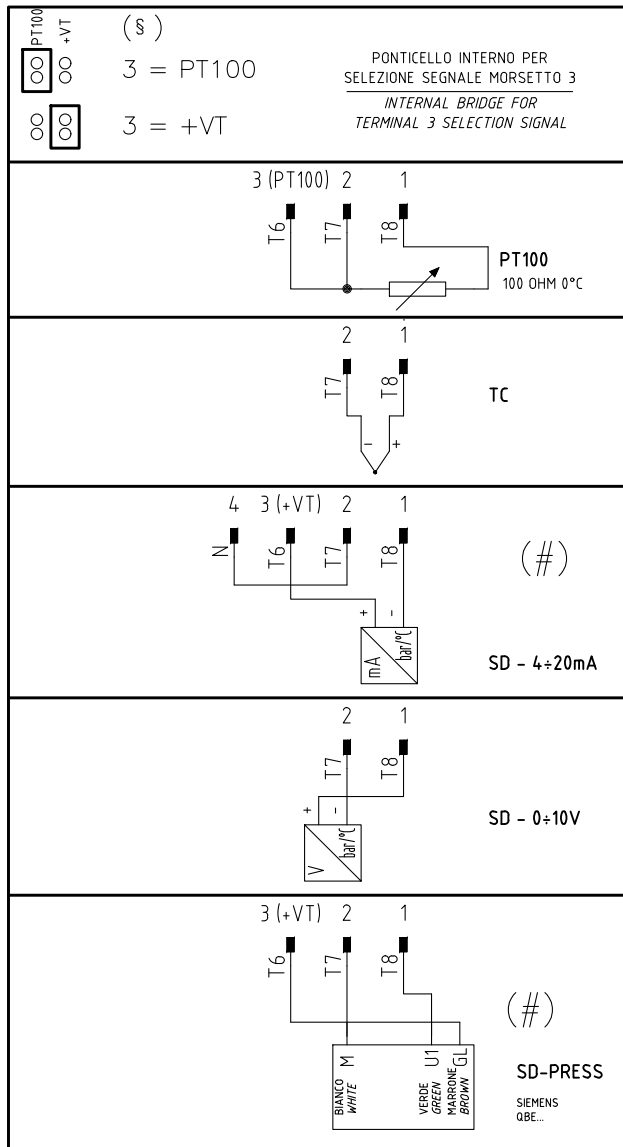 PT100 +VT (§)
3 = PT100
3 = +VT
PONTICELLO INTERNO PER
SELEZIONE SEGNALE MORSETTO 3
INTERNAL BRIDGE FOR
TERMINAL 3 SELECTION SIGNAL
3 (PT100) 2 1
T6 T7 T8
PT100
100 OHM 0°C
2 1
T7 T8
TC
- +
4 3 (+VT) 2 1
N T6 T7 T8
(#)
+ -
mA bar/°C
SD - 4÷20mA
2 1
T7 T8
+ -
V bar/°C
SD - 0÷10V
3 (+VT) 2 1
T6 T7 T8
(#)
M U1 GL
BIANCO
WHITE
VERDE
GREEN
MARRONE
BROWN
SD-PRESS
SIEMENS
QBE...